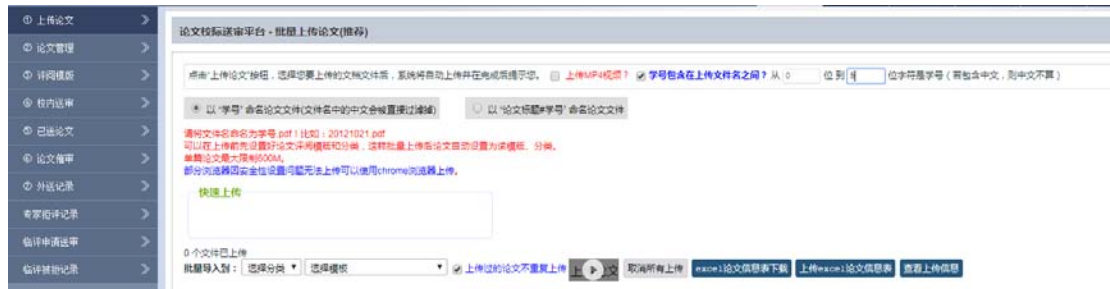 ① 上传论文
② 论文管理
③ 评阅模版
④ 校内送审
⑤ 已送论文
⑥ 论文催审
⑦ 外送记录
专家拒评记录
临评申请送审
临评被拒记录
论文校际送审平台 - 批量上传论文(推荐)
点击"上传论文"按钮，选择您要上传的文档文件后，系统将自动上传并在完成后提示您。 上传MP4视频？ 学号包含在上传文件名之间？从 0 位到 8 位字符是学号（若包含中文，则中文不算）
以 "学号" 命名论文文件(文件名中的中文会被直接过滤掉) 以 "论文标题#学号" 命名论文文件
请将文件名命名为学号.pdf！比如：20121021.pdf
可以在上传前先设置好论文评阅模板和分类，这样批量上传后论文自动设置为该模版、分类。
单篇论文最大限制600M。
部分浏览器因安全性设置问题无法上传可以使用chrome浏览器上传。
快速上传
0 个文件已上传
批量导入到： 选择分类 选择模板 上传过的论文不重复上传 上 文 取消所有上传 excel论文信息表下载 上传excel论文信息表 查看上传信息